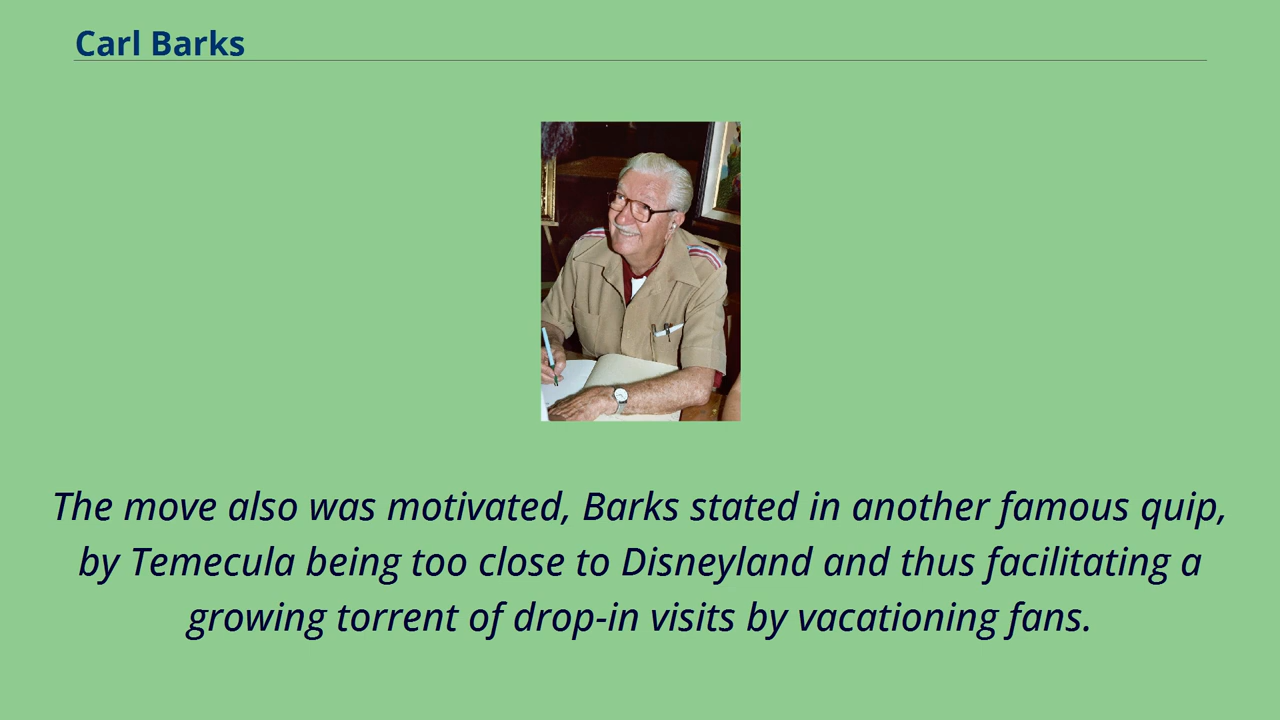 Carl Barks
The move also was motivated, Barks stated in another famous quip,
by Temecula being too close to Disneyland and thus facilitating a
growing torrent of drop-in visits by vacationing fans.